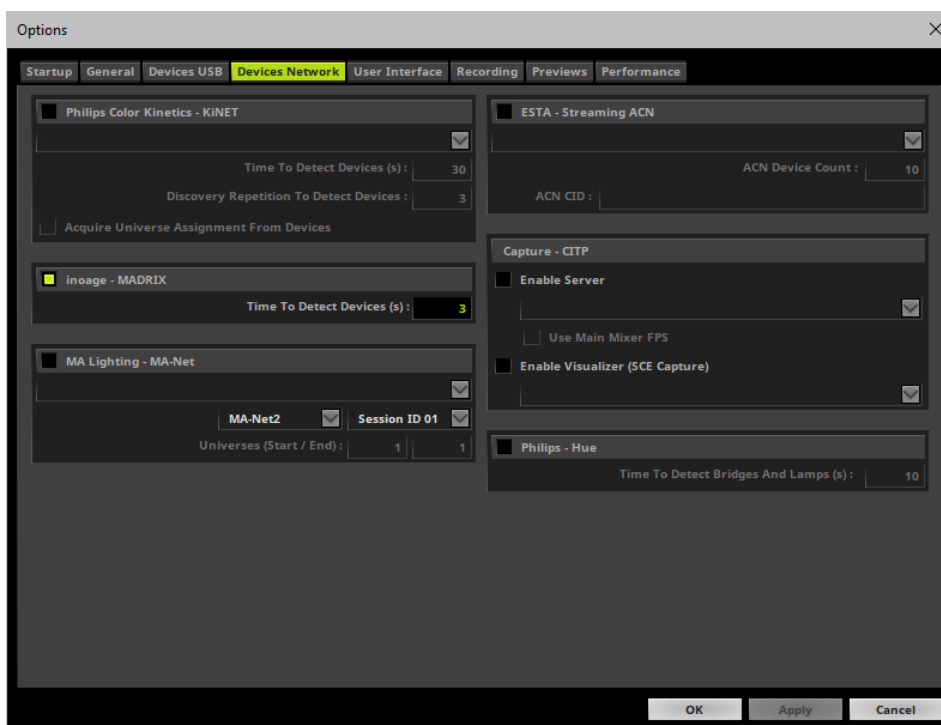 Options
Startup General Devices USB Devices Network User Interface Recording Previews Performance
Philips Color Kinetics - KiNET
Time To Detect Devices (s) : 30
Discovery Repetition To Detect Devices : 3
Acquire Universe Assignment From Devices
inoage - MADRIX
Time To Detect Devices (s) : 3
MA Lighting - MA-Net
MA-Net2 Session ID 01
Universes (Start / End) : 1 1
ESTA - Streaming ACN
ACN Device Count : 10
ACN CID :
Capture - CITP
Enable Server
Use Main Mixer FPS
Enable Visualizer (SCE Capture)
Philips - Hue
Time To Detect Bridges And Lamps (s) : 10
OK Apply Cancel